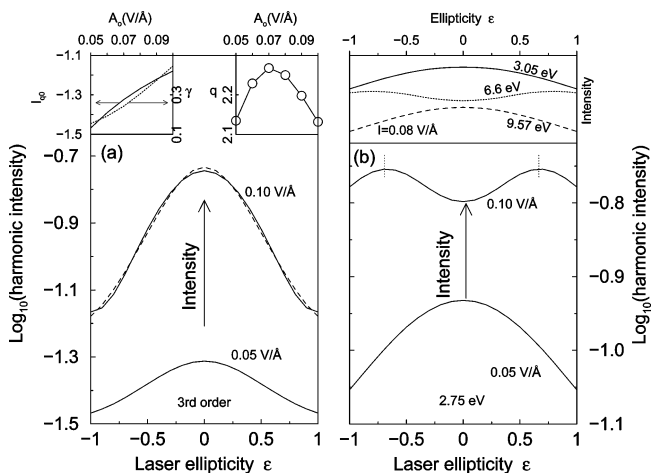 A₀(V/Å)
0.05 0.07 0.09
A₀(V/Å)
0.05 0.07 0.09
Ellipticity ε
−1 −0.5 0 0.5 1
−1.1
−1.3
−1.5
I_q0
0.3
γ
0.1
q
2.2
2.1
3.05 eV
6.6 eV
I=0.08 V/Å
9.57 eV
Intensity
−0.7
−0.9
−1.1
−1.3
−1.5
Log₁₀(harmonic intensity)
(a)
0.10 V/Å
Intensity
0.05 V/Å
3rd order
−1 −0.5 0 0.5 1
Laser ellipticity ε
(b)
0.10 V/Å
Intensity
0.05 V/Å
2.75 eV
−0.8
−0.9
−1.0
−1.1
Log₁₀(harmonic intensity)
−1 −0.5 0 0.5 1
Laser ellipticity ε